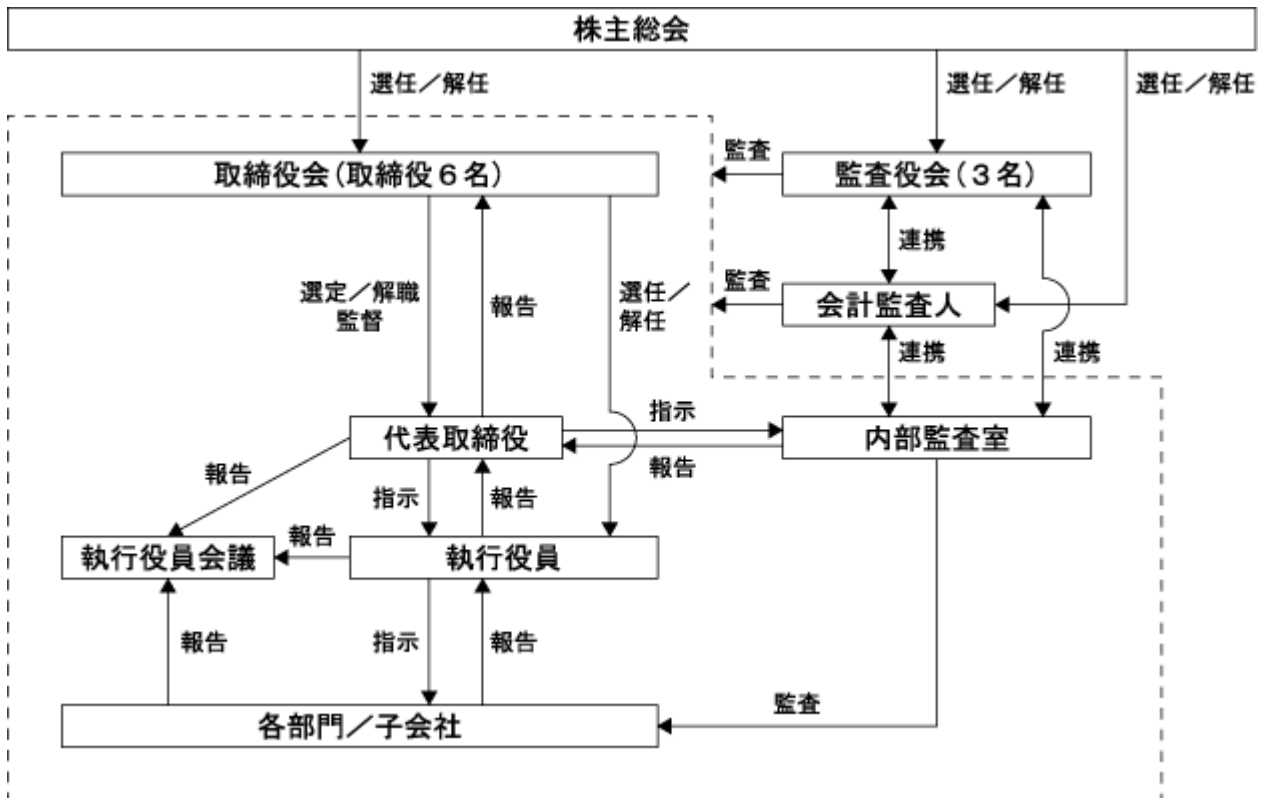 株主総会
選任／解任
選任／解任
選任／解任
取締役会（取締役６名）
監査
監査役会（３名）
連携
選定／解職
監督
報告
選任／
解任
監査
会計監査人
連携
連携
指示
代表取締役
内部監査室
報告
報告
指示
報告
執行役員会議
報告
執行役員
報告
指示
報告
監査
各部門／子会社